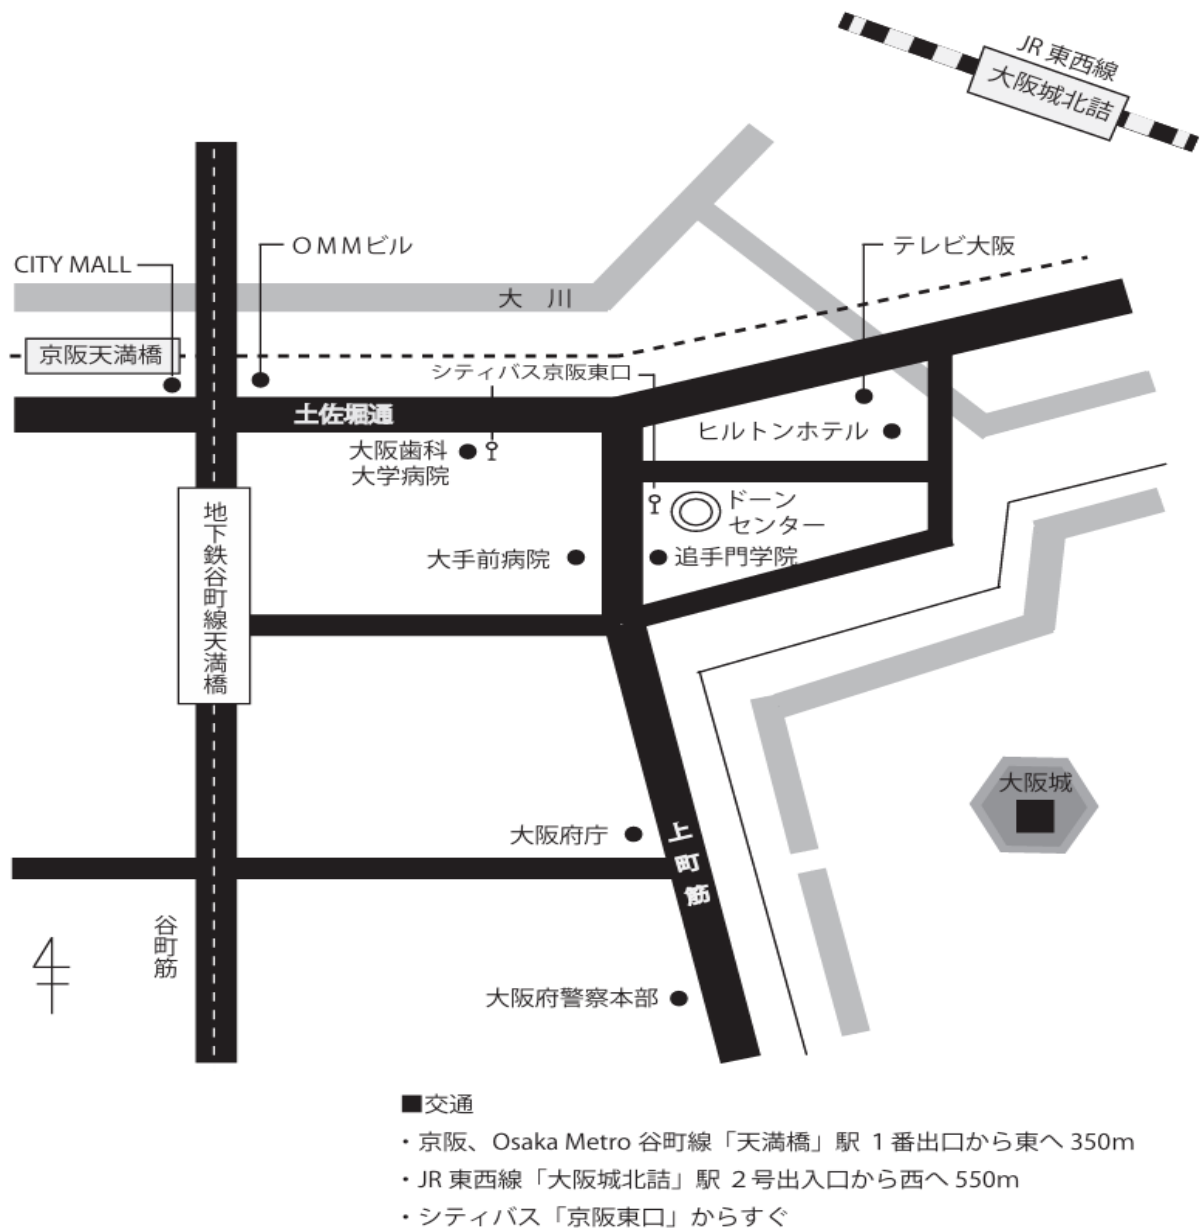 JR 東西線
大阪城北詰
OMMビル
テレビ大阪
CITY MALL
大 川
京阪天満橋
シティバス京阪東口
土佐堀通
ヒルトンホテル
大阪歯科
大学病院
ドーン
センター
地下鉄谷町線天満橋
大手前病院
追手門学院
大阪城
大阪府庁
上町筋
谷町筋
大阪府警察本部
■交通
・京阪、Osaka Metro 谷町線「天満橋」駅 1番出口から東へ 350m
・JR 東西線「大阪城北詰」駅 2号出入口から西へ 550m
・シティバス「京阪東口」からすぐ